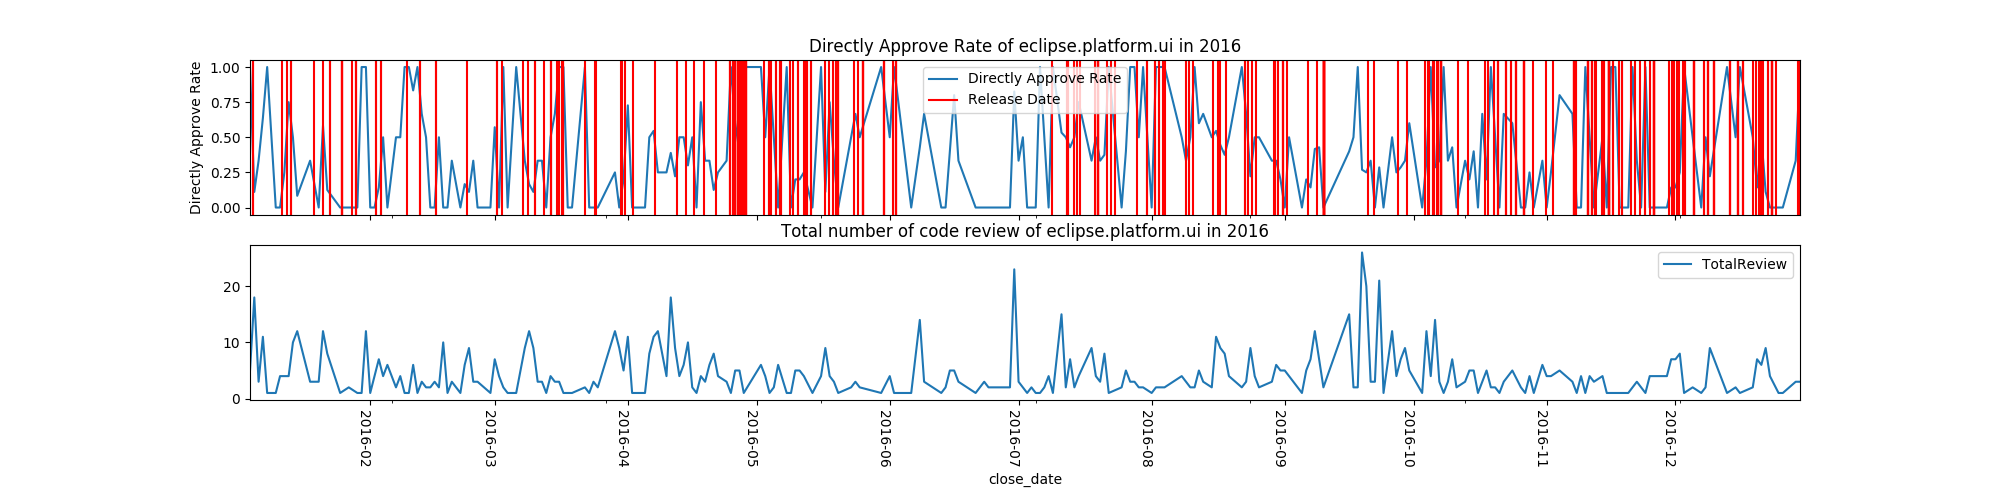 Directly Approve Rate of eclipse.platform.ui in 2016
Directly Approve Rate
1.00
0.75
0.50
0.25
0.00
Directly Approve Rate
Release Date
Total number of code review of eclipse.platform.ui in 2016
20
10
0
TotalReview
2016-02
2016-03
2016-04
2016-05
2016-06
2016-07
2016-08
2016-09
2016-10
2016-11
2016-12
close_date